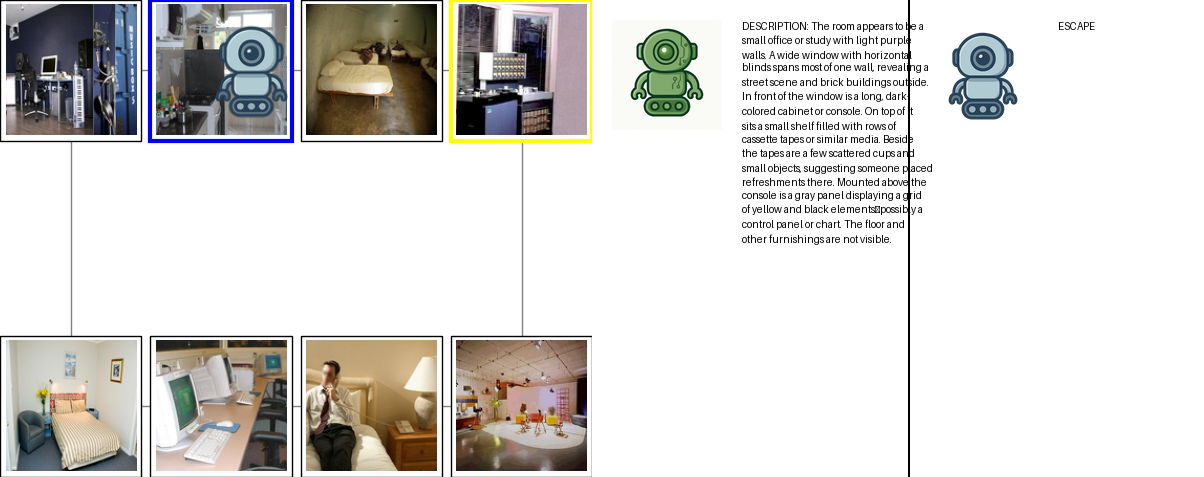 MUSIC BOX 5
DESCRIPTION: The room appears to be a
small office or study with light purple
walls. A wide window with horizontal
blinds spans most of one wall, revealing a
street scene and brick buildings outside.
In front of the window is a long, dark-
colored cabinet or console. On top of it
sits a small shelf filled with rows of
cassette tapes or similar media. Beside
the tapes are a few scattered cups and
small objects, suggesting someone placed
refreshments there. Mounted above the
console is a gray panel displaying a grid
of yellow and black elements▯possibly a
control panel or chart. The floor and
other furnishings are not visible.
ESCAPE